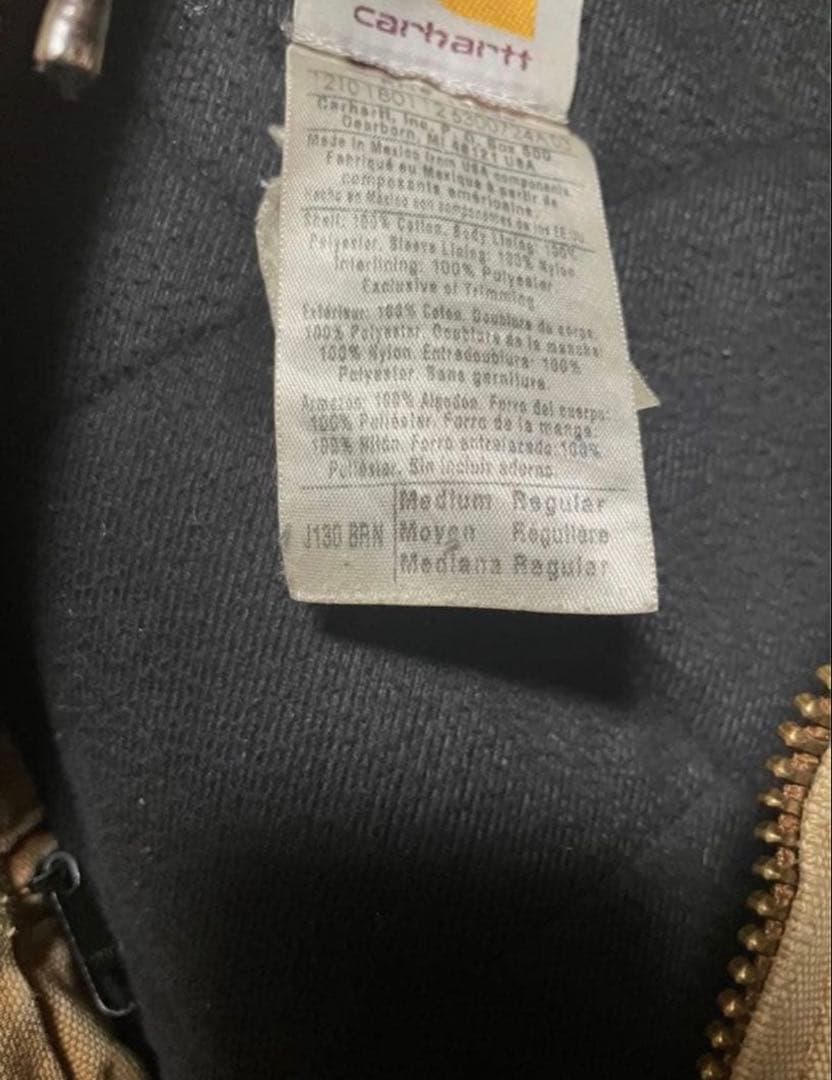 carhartt
Carhartt, Inc. P.O. Box 500
Dearborn, MI 48121 USA
Made in Mexico from USA components
Fabriqué au Mexique à partir de
composants américains.
Hecho en México con componentes de los EE.UU.
Shell: 100% Cotton. Body Lining: 100%
Polyester. Sleeve Lining: 100% Nylon
Interlining: 100% Polyester
Exclusive of Trimming
Extérieur: 100% Coton. Doublure du corps:
100% Polyester. Doublure de la manche:
100% Nylon. Entredoublure: 100%
Polyester. Sans garniture.
Armazon: 100% Algodon. Forro del cuerpo:
100% Poliéster. Forro de la manga:
100% Nilón. Forro entrelazado: 100%
Poliéster. Sin incluir adorno
J130 BRN
Medium Regular
Moyen Régulière
Mediana Regular